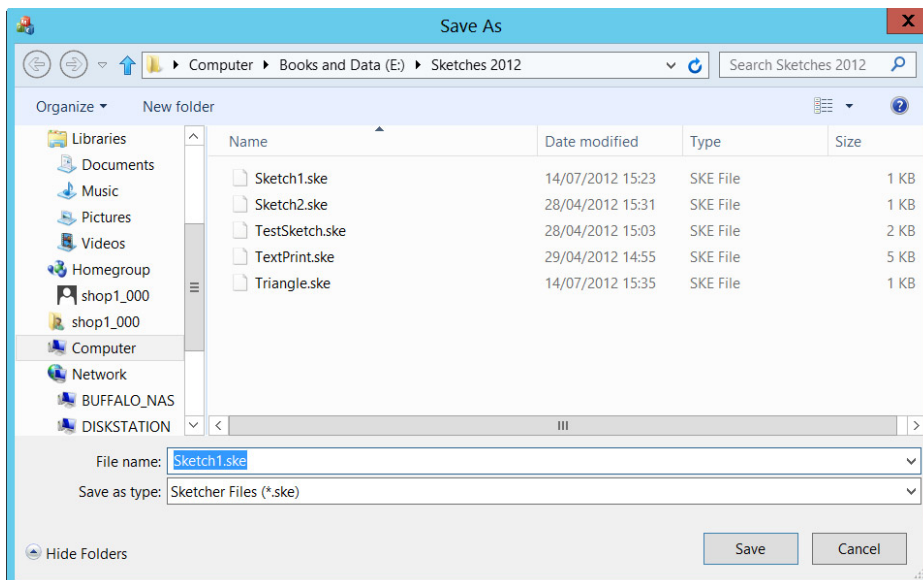 Save As
Computer Books and Data (E:) Sketches 2012 Search Sketches 2012
Organize New folder
Libraries
Documents
Music
Pictures
Videos
Homegroup
shop1_000
shop1_000
Computer
Network
BUFFALO_NAS
DISKSTATION
Name Date modified Type Size
Sketch1.ske 14/07/2012 15:23 SKE File 1 KB
Sketch2.ske 28/04/2012 15:31 SKE File 1 KB
TestSketch.ske 28/04/2012 15:03 SKE File 2 KB
TextPrint.ske 29/04/2012 14:55 SKE File 5 KB
Triangle.ske 14/07/2012 15:35 SKE File 1 KB
File name: Sketch1.ske
Save as type: Sketcher Files (*.ske)
Hide Folders Save Cancel